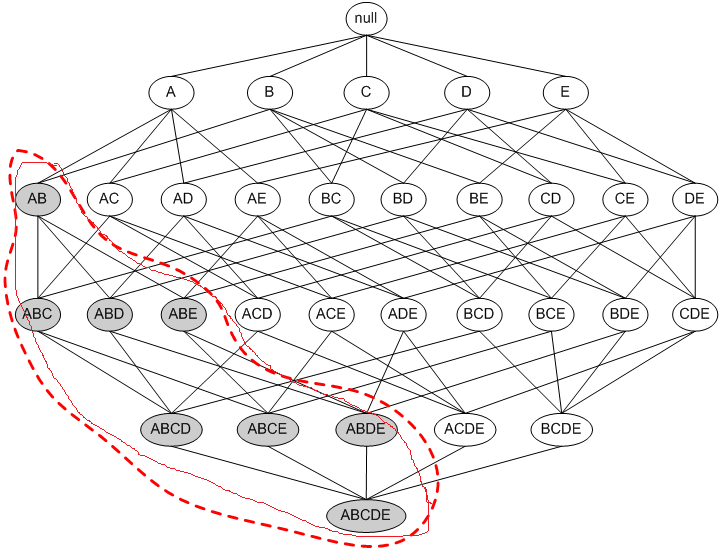 null
A B C D E
AB AC AD AE BC BD BE CD CE DE
ABC ABD ABE ACD ACE ADE BCD BCE BDE CDE
ABCD ABCE ABDE ACDE BCDE
ABCDE